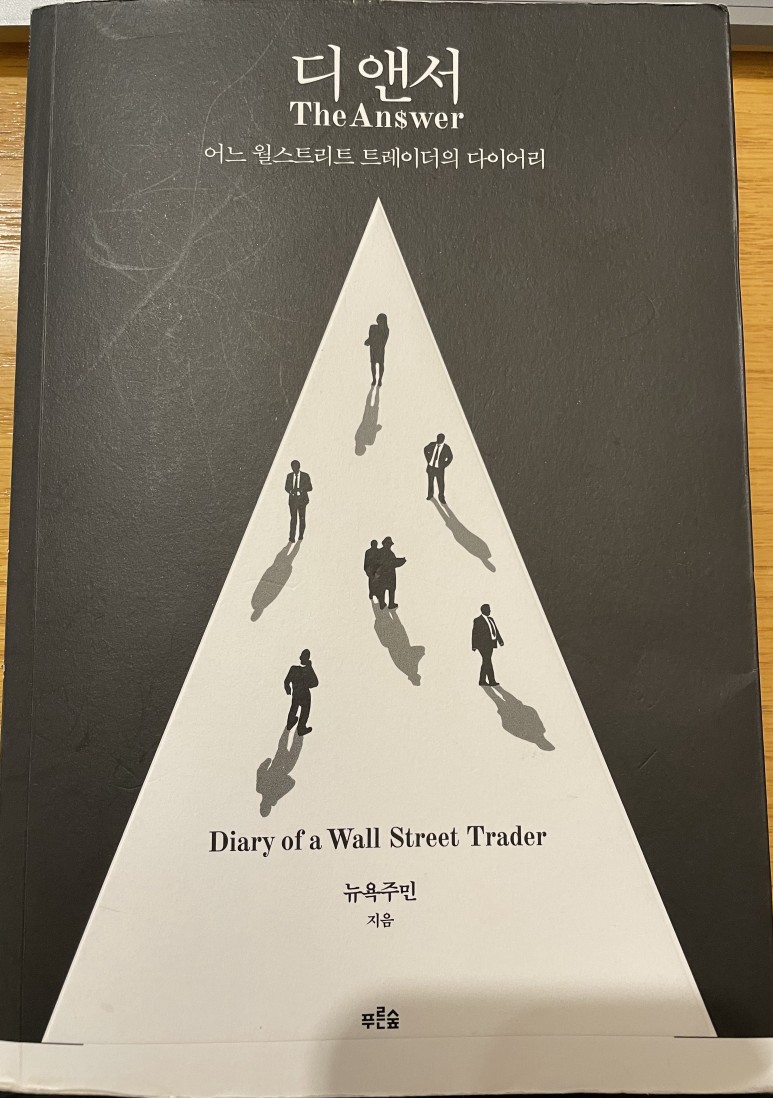 디 앤서
The An$wer
어느 월스트리트 트레이더의 다이어리
Diary of a Wall Street Trader
뉴욕주민
지음
푸른숲